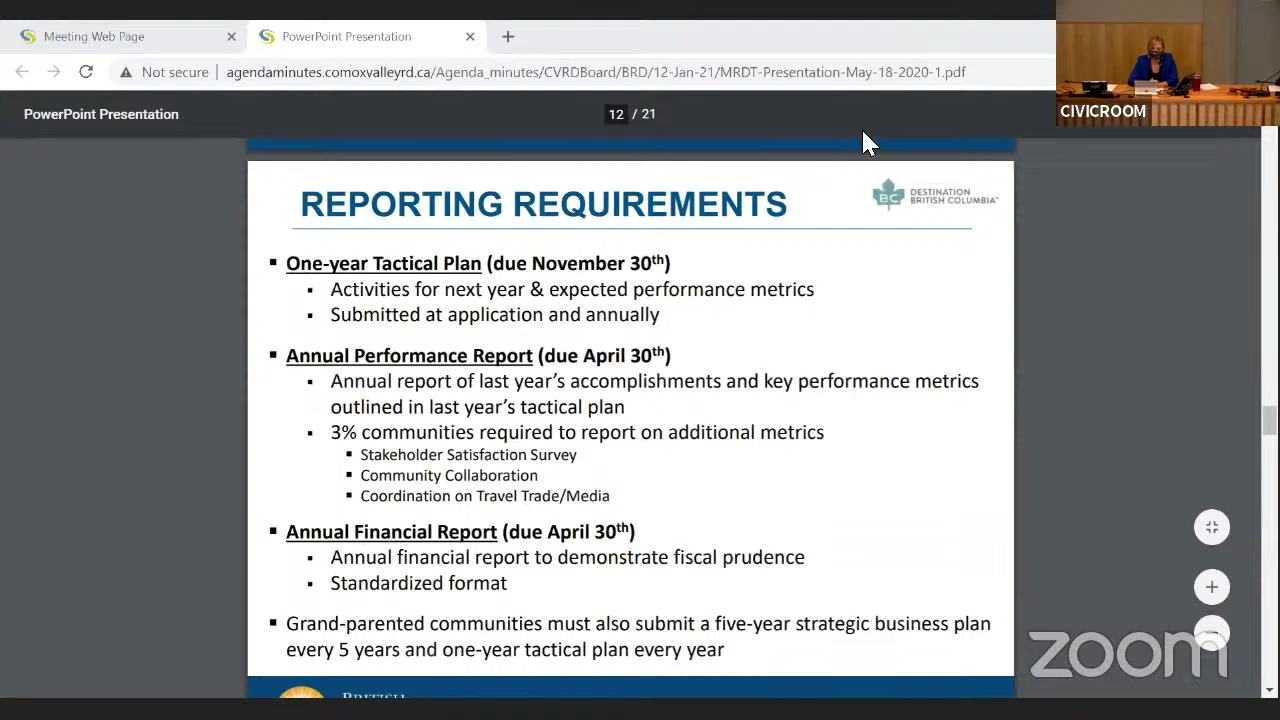 Meeting Web Page
PowerPoint Presentation
Not secure agendaminutes.comoxvalleyrd.ca/Agenda_minutes/CVRDBoard/BRD/12-Jan-21/MRDT-Presentation-May-18-2020-1.pdf
CIVICROOM
PowerPoint Presentation
12 / 21
REPORTING REQUIREMENTS
BC
DESTINATION
BRITISH COLUMBIA™
▪ One-year Tactical Plan (due November 30th)
▪ Activities for next year & expected performance metrics
▪ Submitted at application and annually
▪ Annual Performance Report (due April 30th)
▪ Annual report of last year's accomplishments and key performance metrics
outlined in last year's tactical plan
▪ 3% communities required to report on additional metrics
▪ Stakeholder Satisfaction Survey
▪ Community Collaboration
▪ Coordination on Travel Trade/Media
▪ Annual Financial Report (due April 30th)
▪ Annual financial report to demonstrate fiscal prudence
▪ Standardized format
▪ Grand-parented communities must also submit a five-year strategic business plan
every 5 years and one-year tactical plan every year
zoom